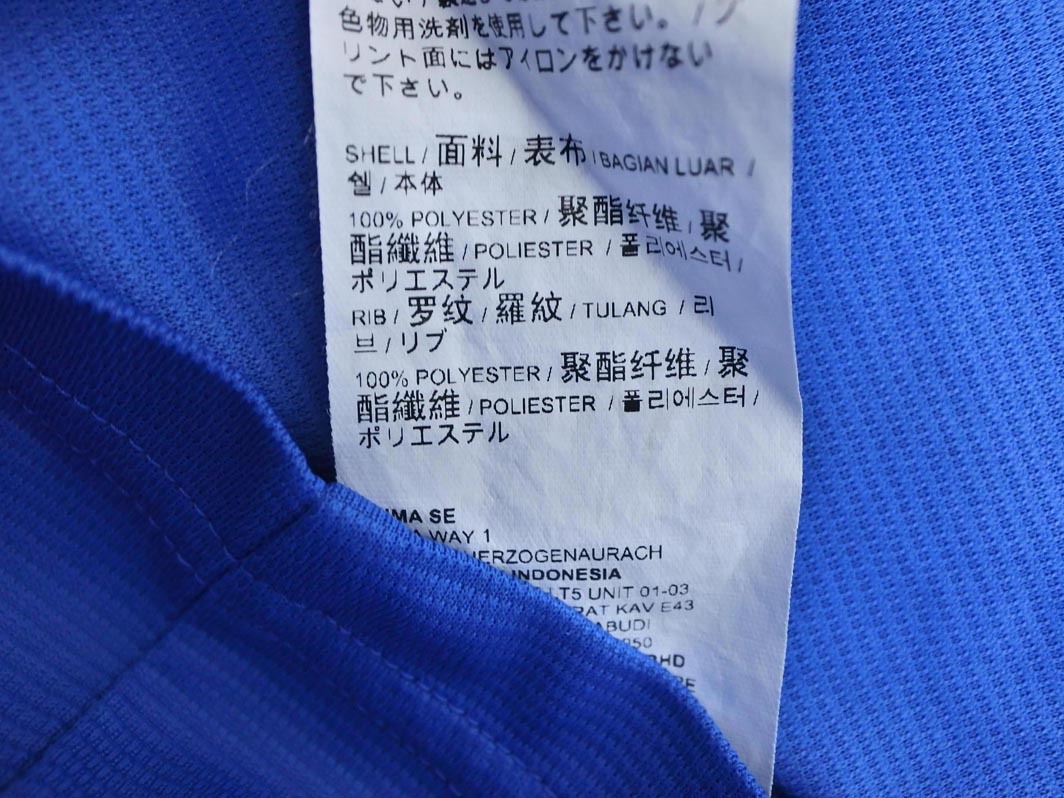 色物用洗剤を使用して下さい。/プ
リント面にはアイロンをかけない
で下さい。
SHELL / 面料 / 表布 / BAGIAN LUAR /
쉘 / 本体
100% POLYESTER / 聚酯纤维 / 聚
酯纖維 / POLIESTER / 폴리에스터 /
ポリエステル
RIB / 罗纹 / 羅紋 / TULANG / 리
브 / リブ
100% POLYESTER / 聚酯纤维 / 聚
酯纖維 / POLIESTER / 폴리에스터 /
ポリエステル
MA SE
WAY 1
HERZOGENAURACH
INDONESIA
LT5 UNIT 01-03
RAT KAV E43
ABUDI